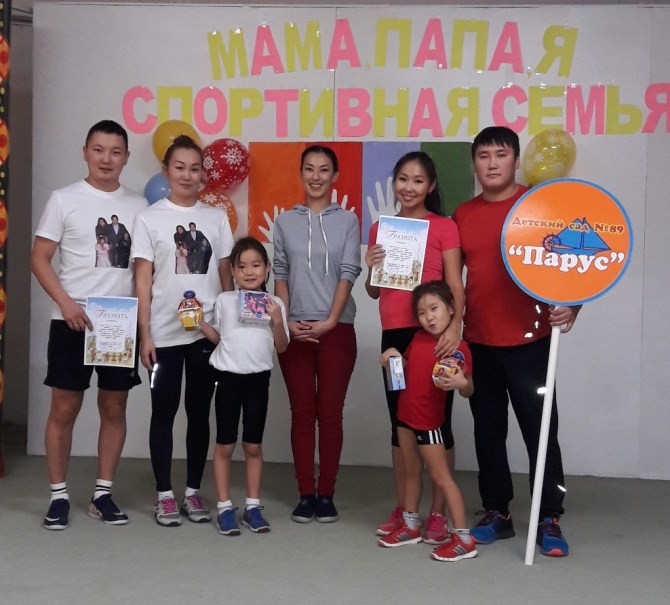 МАМА, ПАПА, Я
СПОРТИВНАЯ СЕМЬЯ
Детский сад №89
"Парус"
Грамота
Грамота